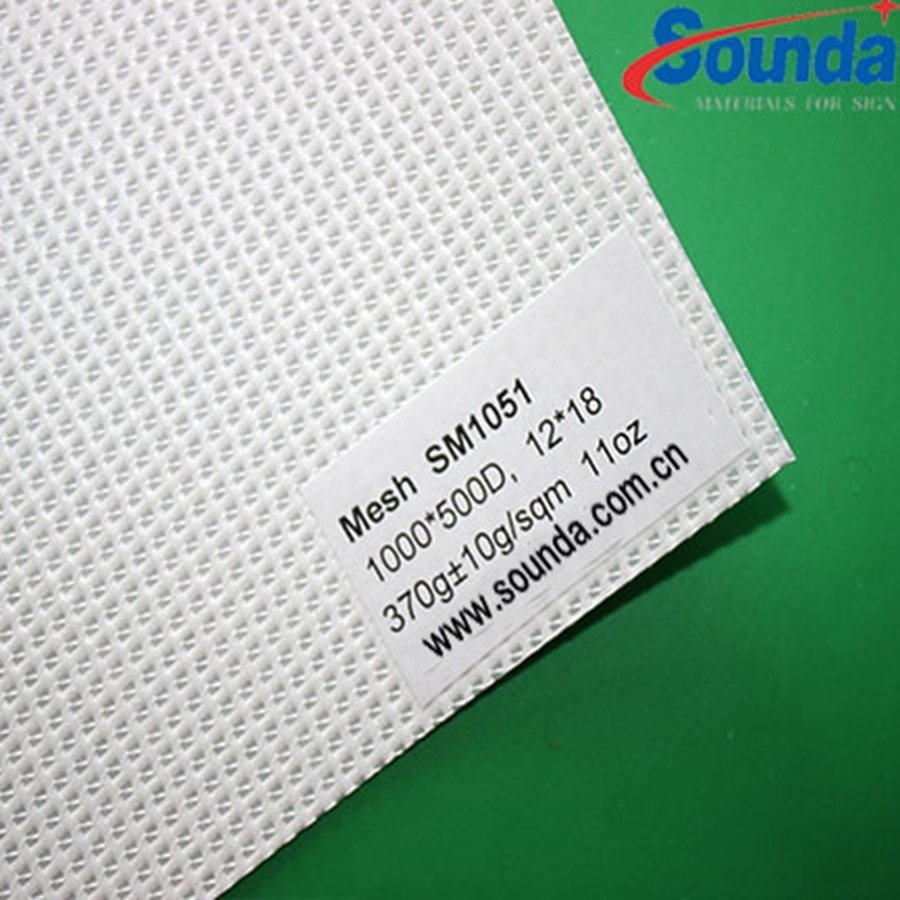 Sounda
MATERIALS FOR SIGN
Mesh SM1051
1000*500D, 12*18
370g±10g/sqm 11oz
www.sounda.com.cn